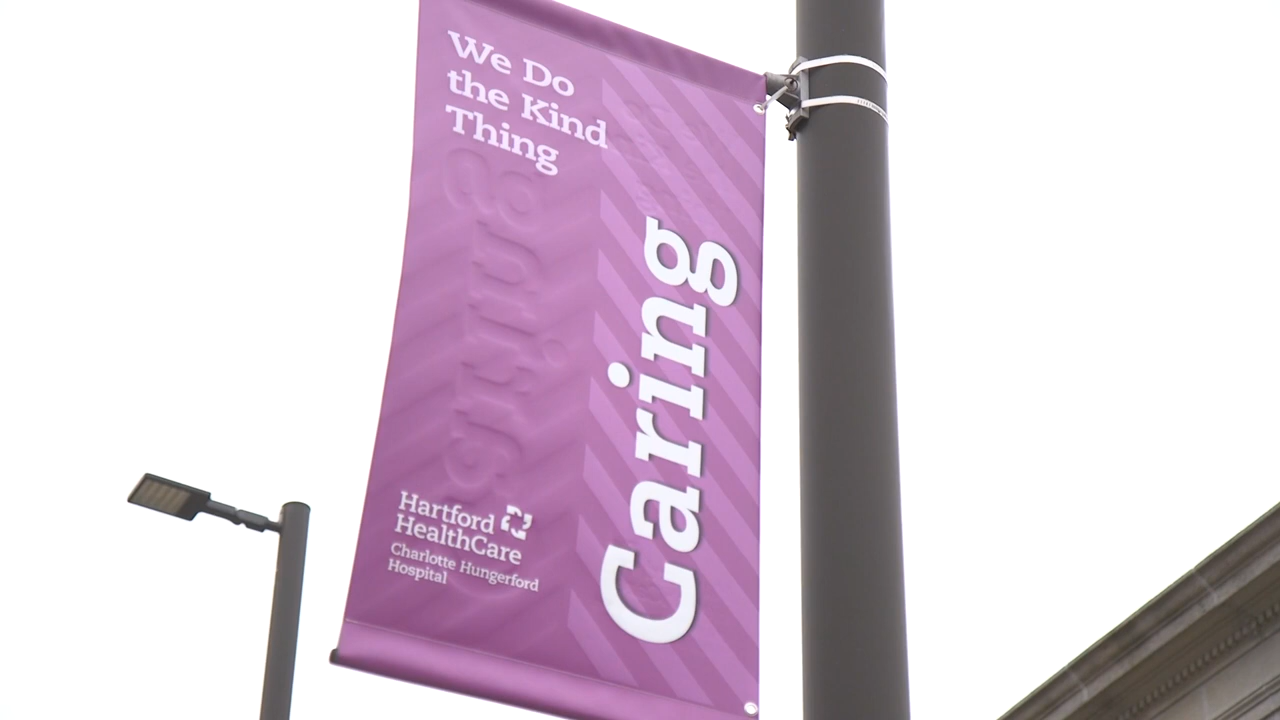 We Do
the Kind
Thing
Caring
Hartford
HealthCare
Charlotte Hungerford
Hospital